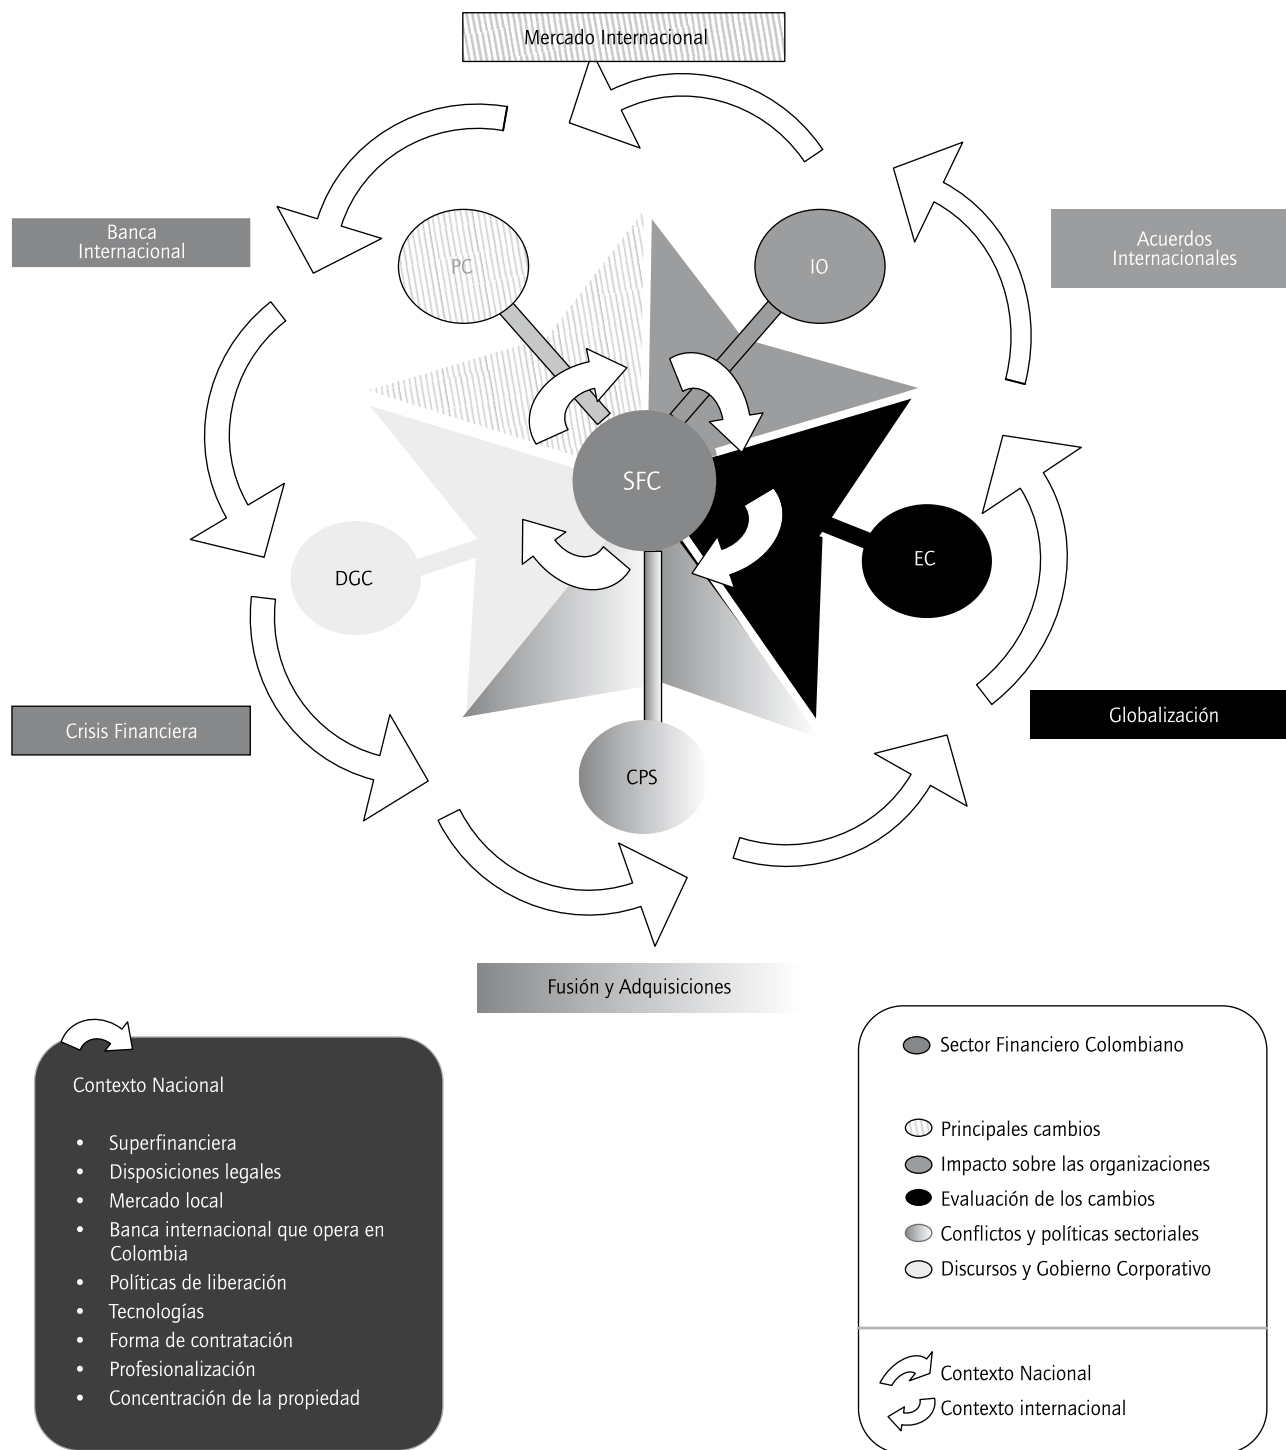 Mercado Internacional
Banca
Internacional
Acuerdos
Internacionales
PC
IO
SFC
DGC
EC
CPS
Crisis Financiera
Globalización
Fusión y Adquisiciones
Contexto Nacional
• Superfinanciera
• Disposiciones legales
• Mercado local
• Banca internacional que opera en
Colombia
• Políticas de liberación
• Tecnologías
• Forma de contratación
• Profesionalización
• Concentración de la propiedad
Sector Financiero Colombiano
Principales cambios
Impacto sobre las organizaciones
Evaluación de los cambios
Conflictos y políticas sectoriales
Discursos y Gobierno Corporativo
Contexto Nacional
Contexto internacional